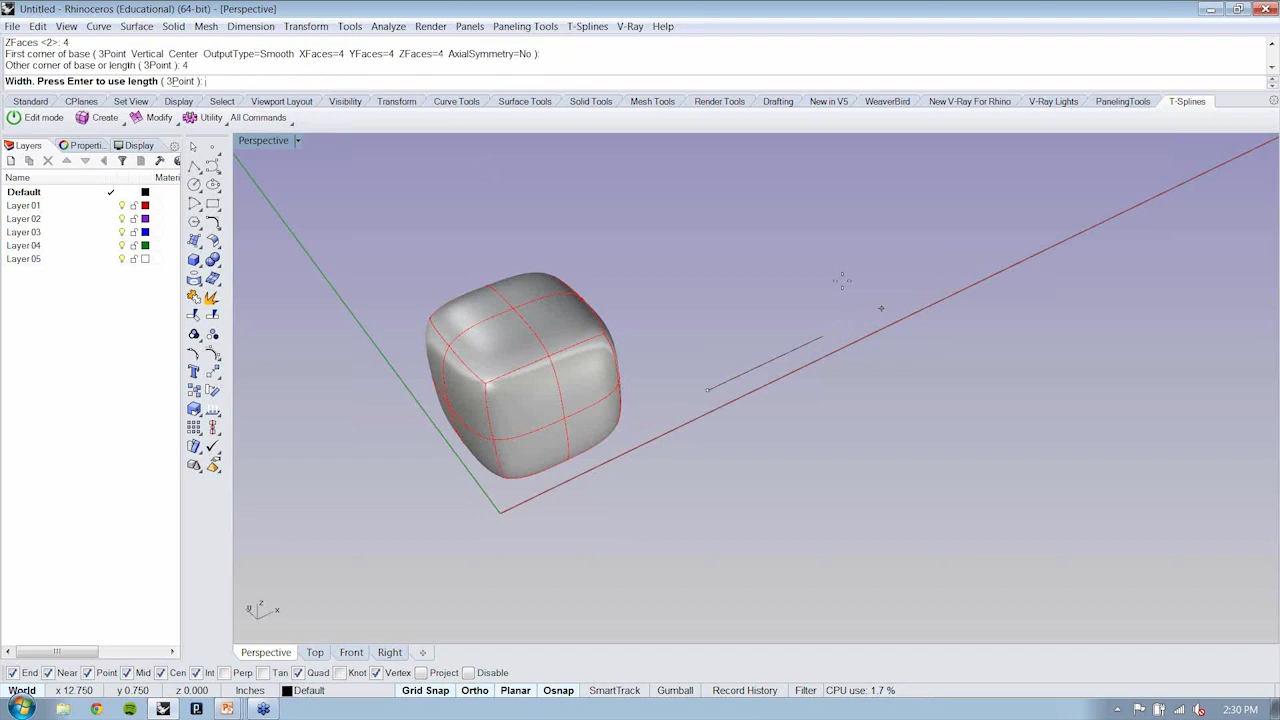 Untitled - Rhinoceros (Educational) (64-bit) - [Perspective]
File Edit View Curve Surface Solid Mesh Dimension Transform Tools Analyze Render Panels Paneling Tools T-Splines V-Ray Help
ZFaces <2>: 4
First corner of base ( 3Point Vertical Center OutputType=Smooth XFaces=4 YFaces=4 ZFaces=4 AxialSymmetry=No ):
Other corner of base or length ( 3Point ): 4
Width. Press Enter to use length ( 3Point ):
Standard CPlanes Set View Display Select Viewport Layout Visibility Transform Curve Tools Surface Tools Solid Tools Mesh Tools Render Tools Drafting New in V5 WeaverBird New V-Ray For Rhino V-Ray Lights PanelingTools T-Splines
Edit mode Create Modify Utility All Commands
Layers Properti... Display
Perspective
Name Materi
Default
Layer 01
Layer 02
Layer 03
Layer 04
Layer 05
z
y x
Perspective Top Front Right
End Near Point Mid Cen Int Perp Tan Quad Knot Vertex Project Disable
World x 12.750 y 0.750 z 0.000 Inches Default Grid Snap Ortho Planar Osnap SmartTrack Gumball Record History Filter CPU use: 1.7 %
2:30 PM